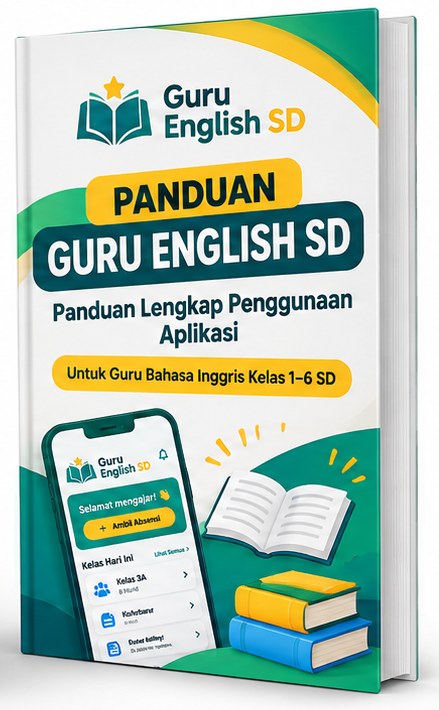 Guru
English SD
PANDUAN
GURU ENGLISH SD
Panduan Lengkap Penggunaan
Aplikasi
Untuk Guru Bahasa Inggris Kelas 1–6 SD
Guru
English SD
Selamat mengajar! 👋
+ Ambil Absensi
Kelas Hari Ini
Lihat Semua >
Kelas 3A